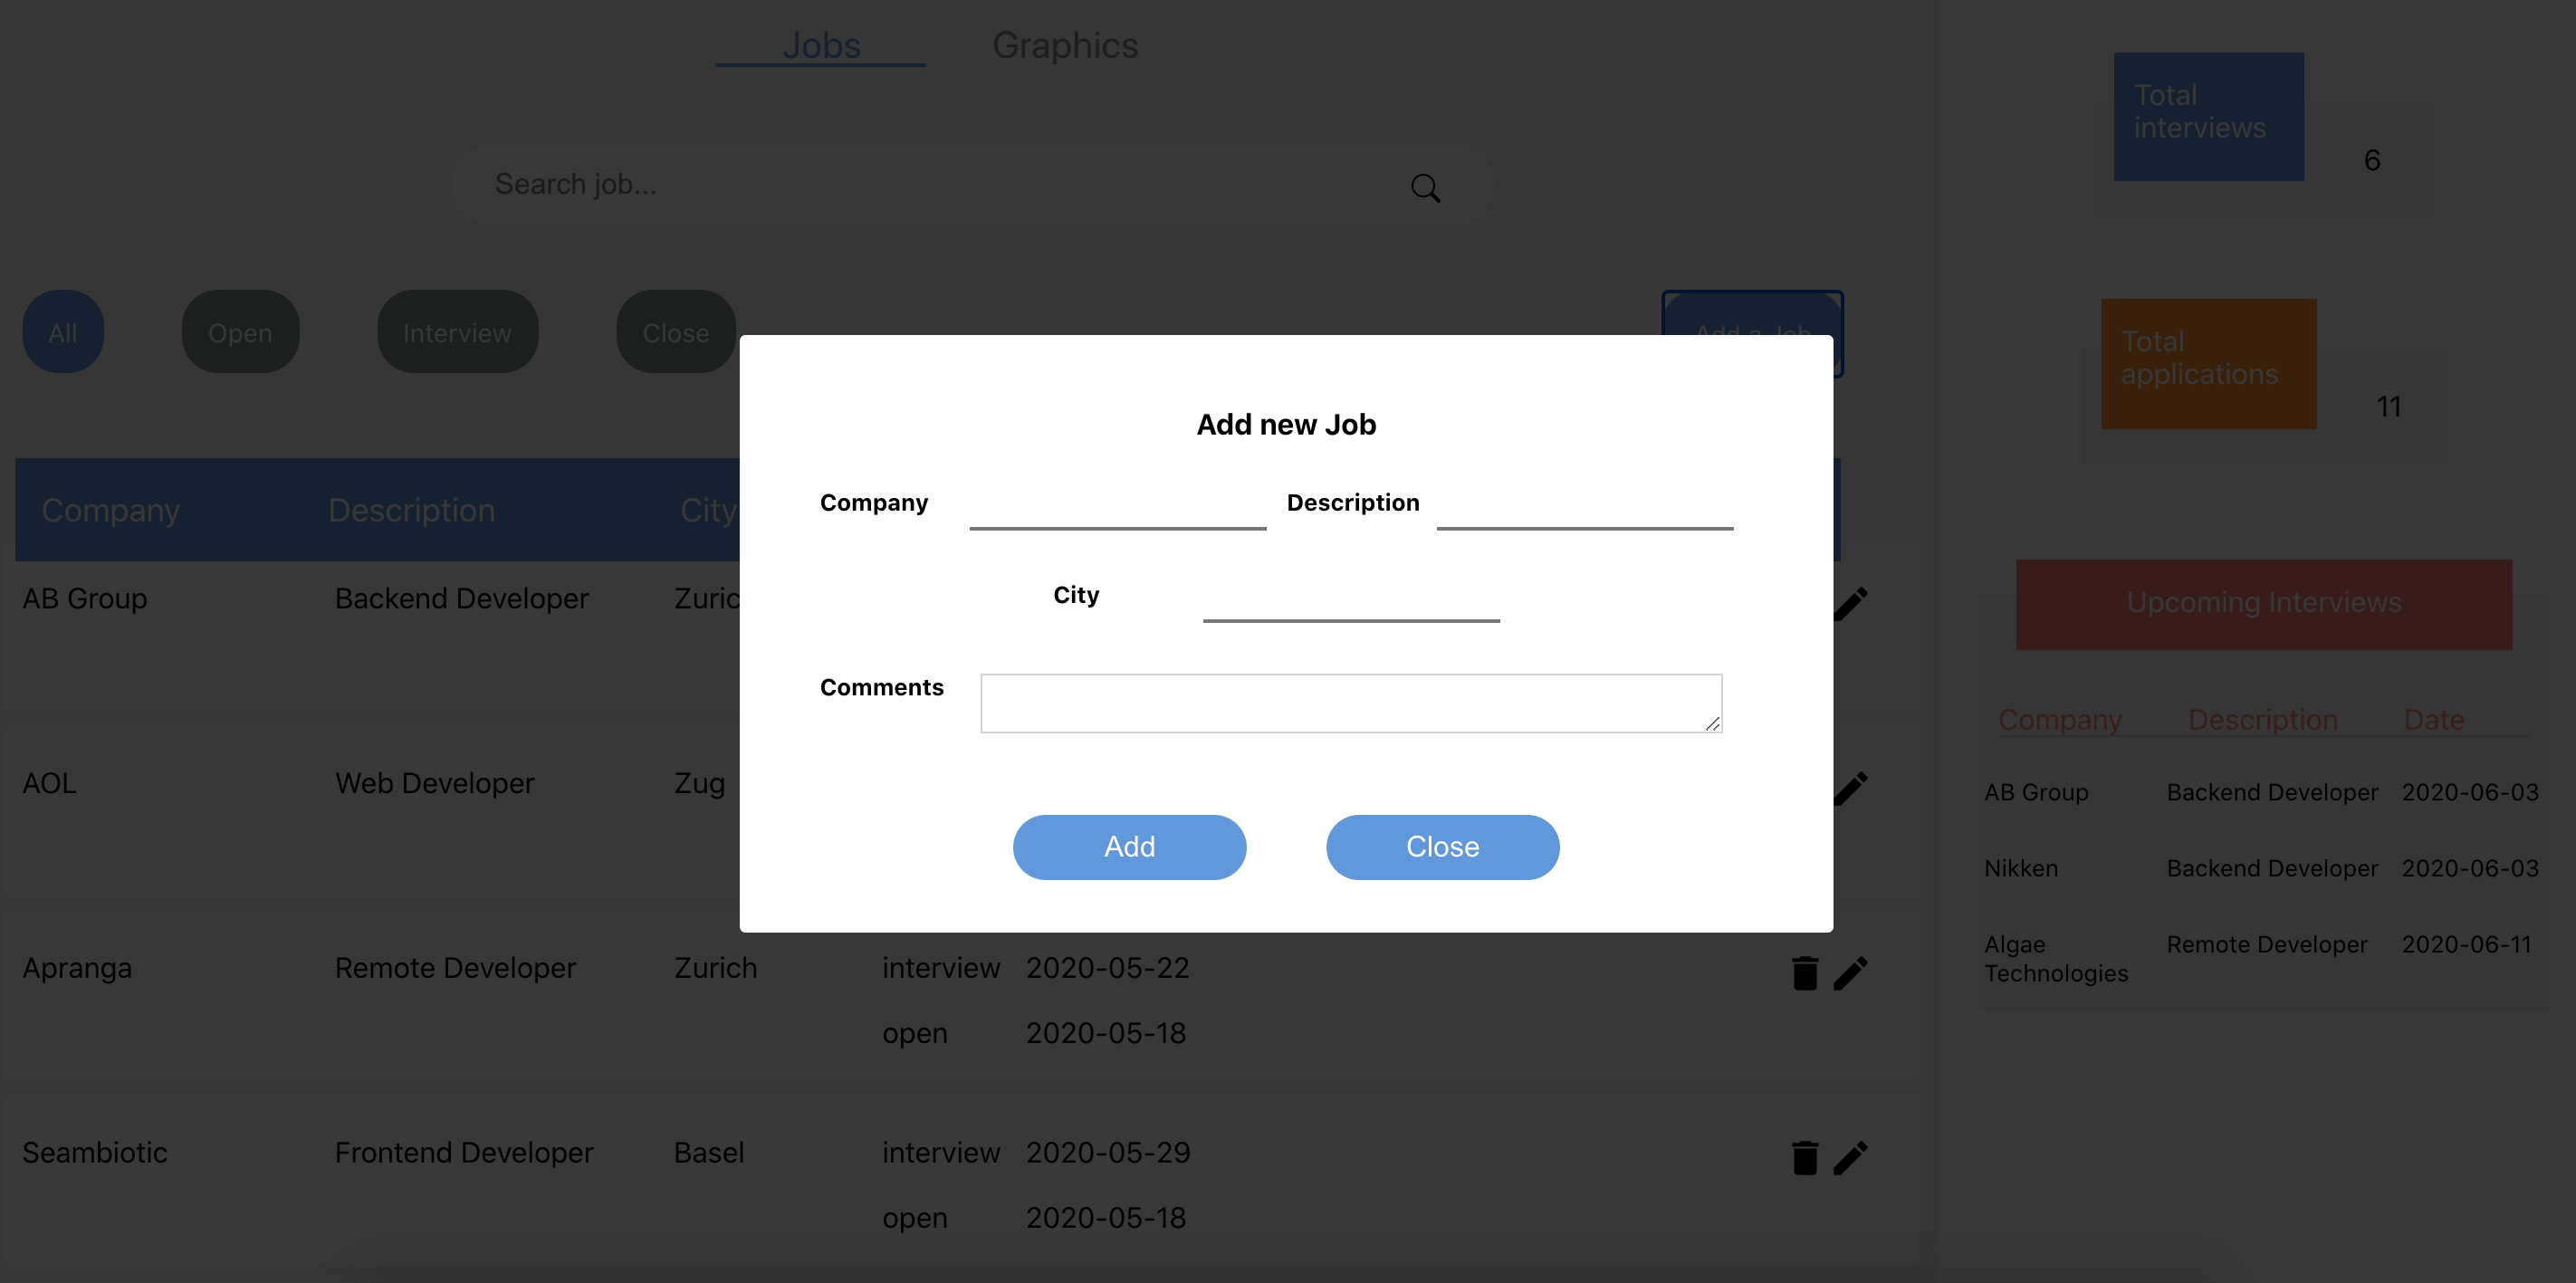 Jobs Graphics
Search job...
All Open Interview Close
Company Description City
AB Group Backend Developer
AOL Web Developer Zug
Apranga Remote Developer Zurich interview 2020-05-22
open 2020-05-18
Seambiotic Frontend Developer Basel interview 2020-05-29
open 2020-05-18
Add a Job
Add new Job
Company Description
City
Comments
Add Close
Total
interviews
6
Total
applications
11
Upcoming Interviews
Company Description Date
AB Group Backend Developer 2020-06-03
Nikken Backend Developer 2020-06-03
Algae Remote Developer 2020-06-11
Technologies